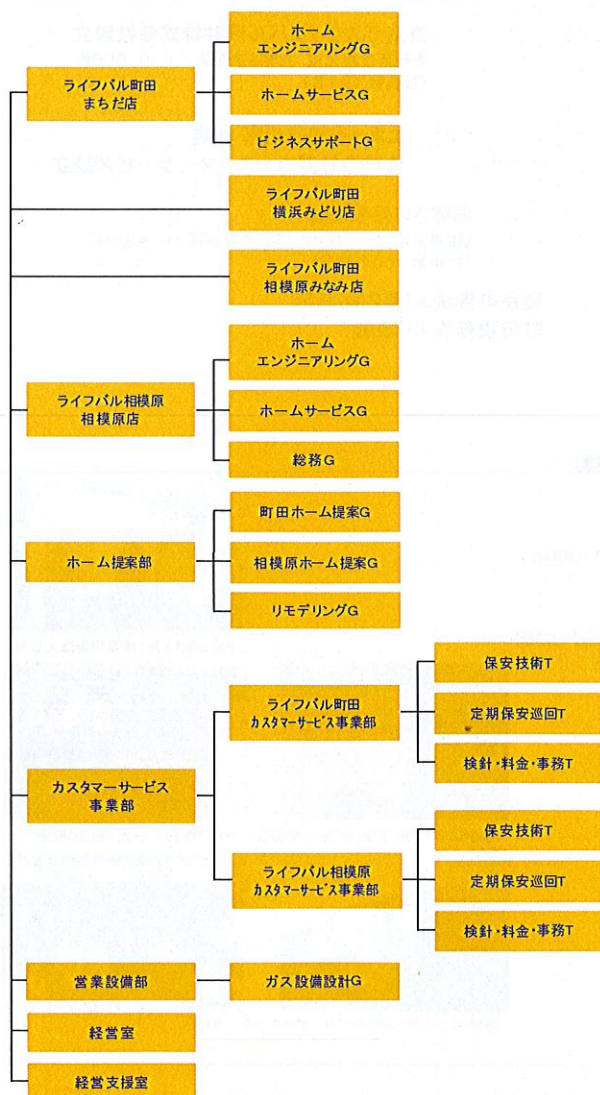 ホーム
エンジニアリングG
ライフバル町田
まちだ店
ホームサービスG
ビジネスサポートG
ライフバル町田
横浜みどり店
ライフバル町田
相模原みなみ店
ホーム
エンジニアリングG
ライフバル相模原
相模原店
ホームサービスG
総務G
町田ホーム提案G
ホーム提案部
相模原ホーム提案G
リモデリングG
ライフバル町田
カスタマーサービス事業部
保安技術T
定期保安巡回T
検針・料金・事務T
カスタマーサービス
事業部
ライフバル相模原
カスタマーサービス事業部
保安技術T
定期保安巡回T
検針・料金・事務T
営業設備部
ガス設備設計G
経営室
経営支援室